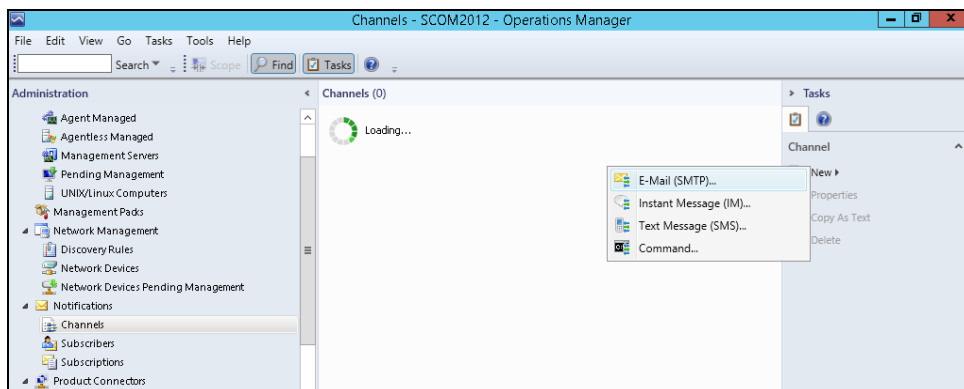 Channels - SCOM2012 - Operations Manager
File Edit View Go Tasks Tools Help
Search Scope Find Tasks
Administration
Agent Managed
Agentless Managed
Management Servers
Pending Management
UNIX/Linux Computers
Management Packs
Network Management
Discovery Rules
Network Devices
Network Devices Pending Management
Notifications
Channels
Subscribers
Subscriptions
Product Connectors
Channels (0)
Loading...
E-Mail (SMTP)...
Instant Message (IM)...
Text Message (SMS)...
Command...
Tasks
Channel
New
Properties
Copy As Text
Delete